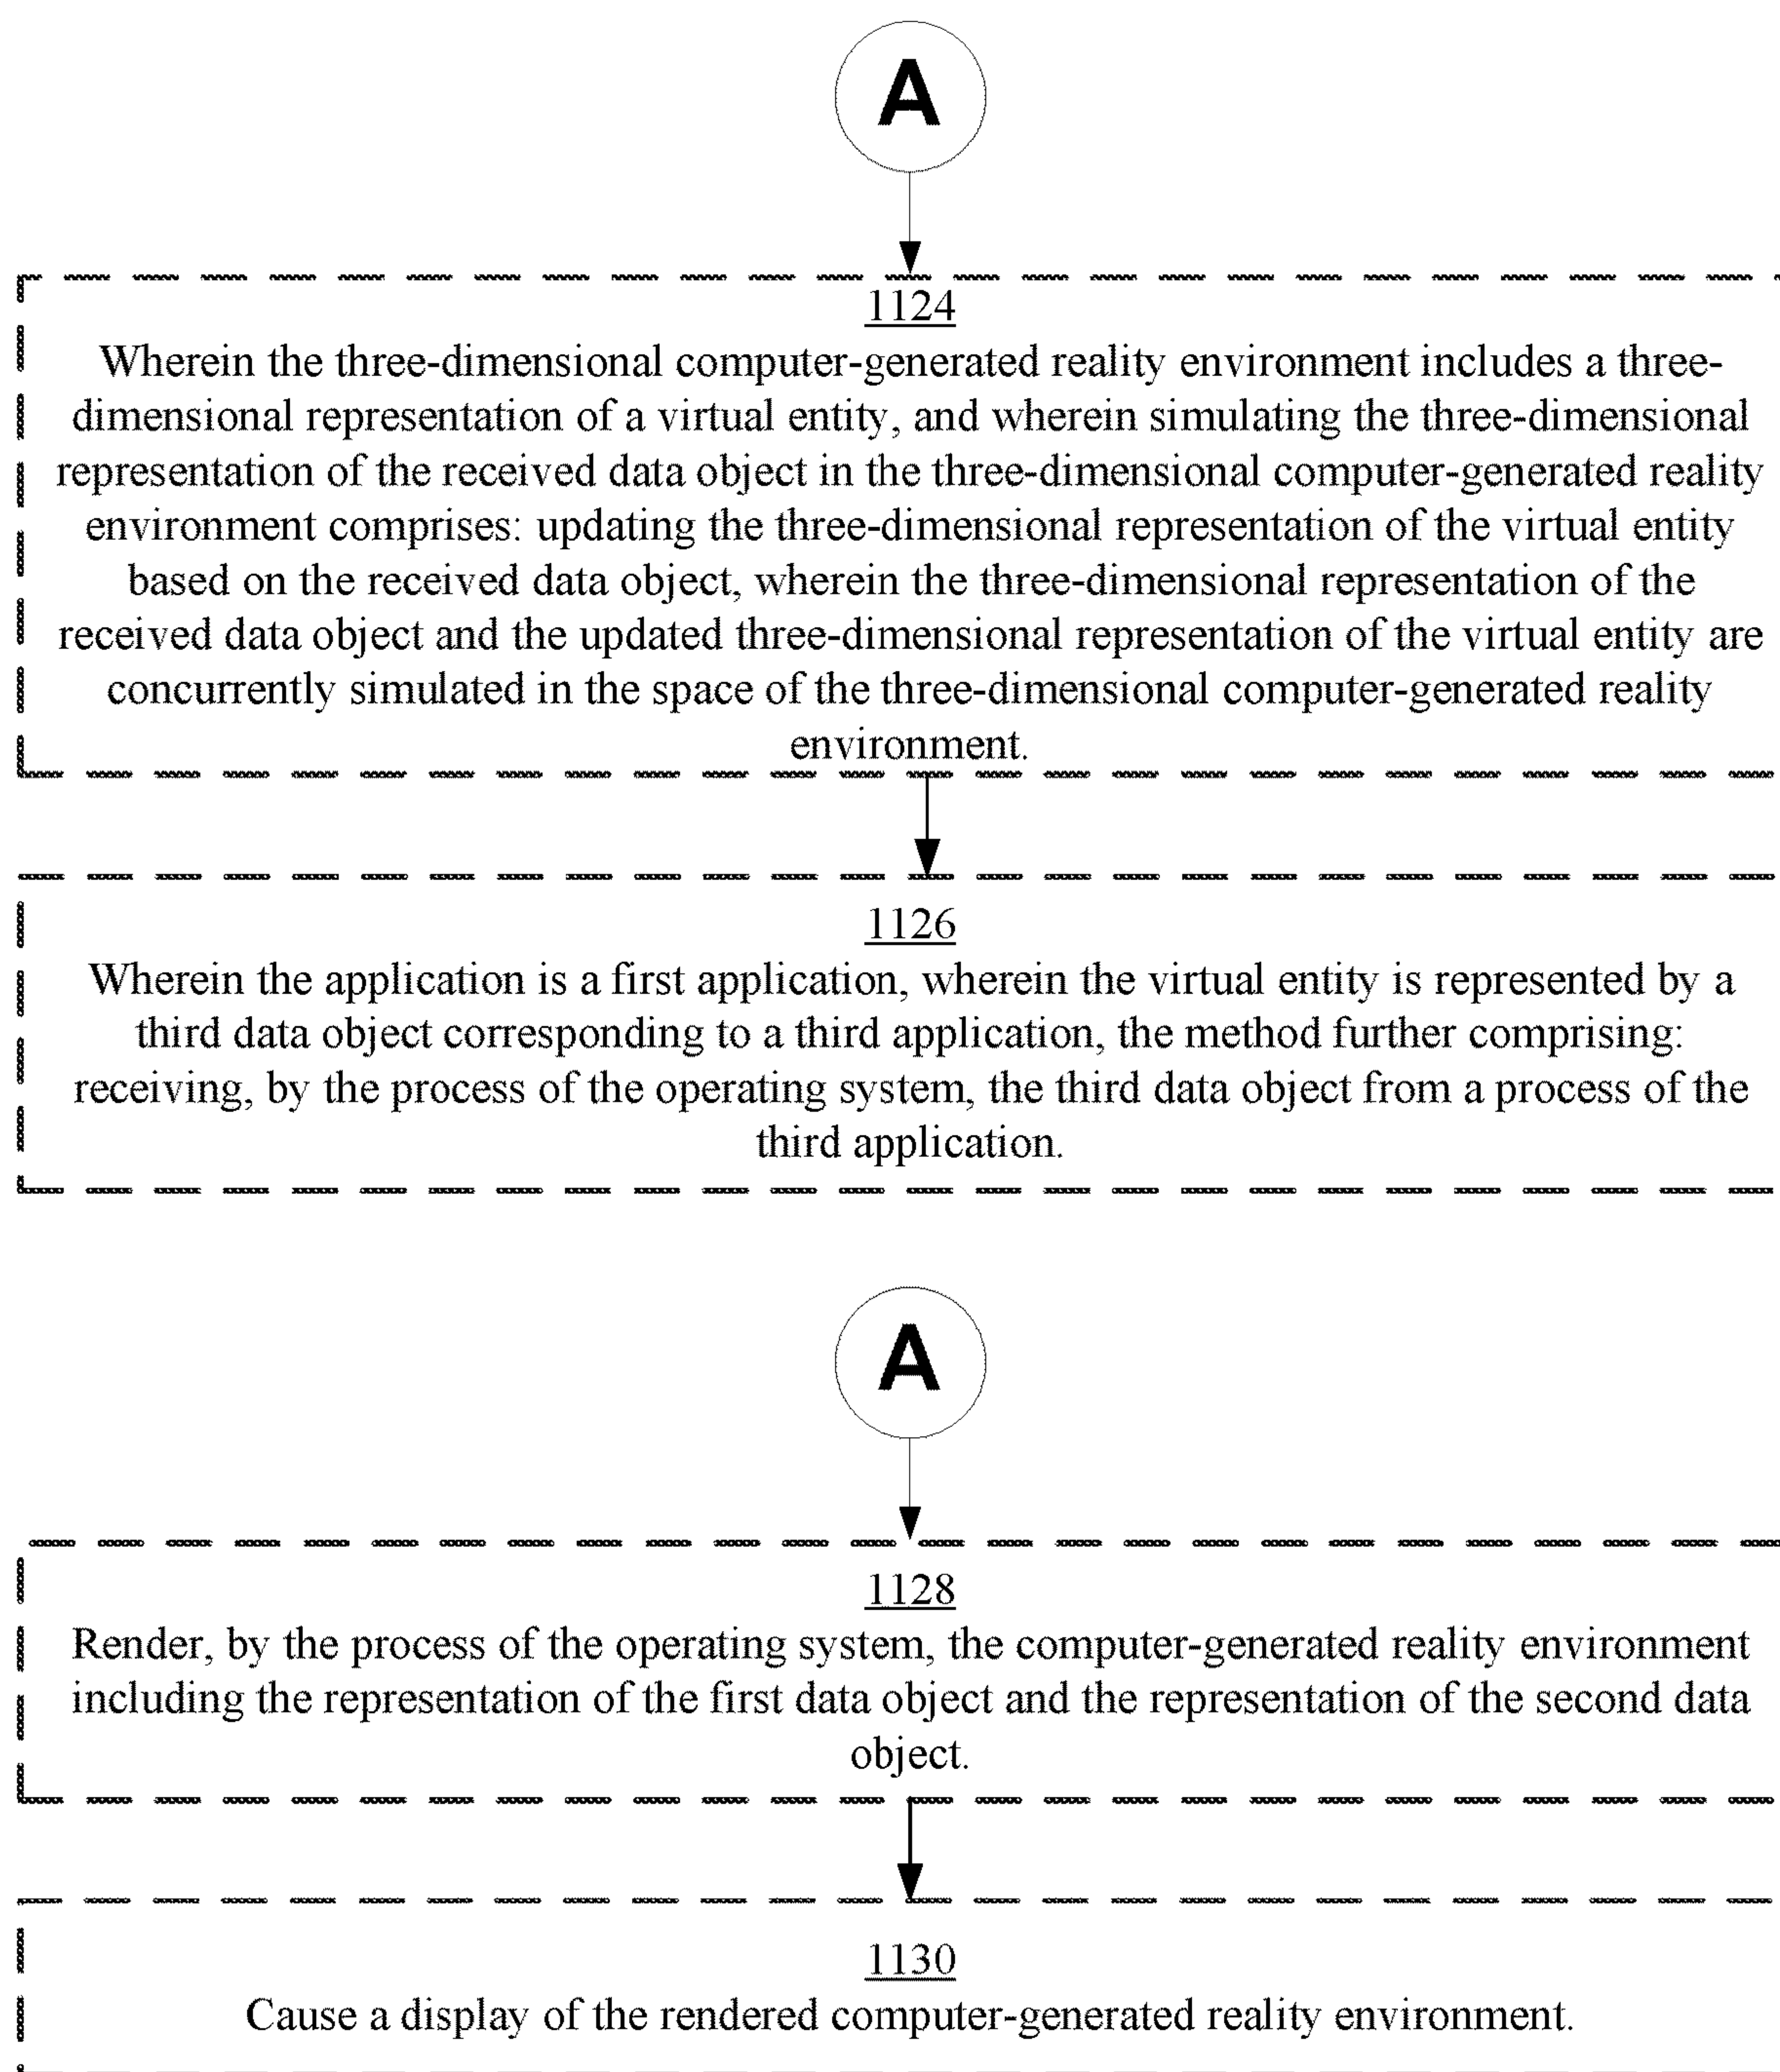 A
1124
Wherein the three-dimensional computer-generated reality environment includes a three-
dimensional representation of a virtual entity, and wherein simulating the three-dimensional
representation of the received data object in the three-dimensional computer-generated reality
environment comprises: updating the three-dimensional representation of the virtual entity
based on the received data object, wherein the three-dimensional representation of the
received data object and the updated three-dimensional representation of the virtual entity are
concurrently simulated in the space of the three-dimensional computer-generated reality
environment.
1126
Wherein the application is a first application, wherein the virtual entity is represented by a
third data object corresponding to a third application, the method further comprising:
receiving, by the process of the operating system, the third data object from a process of the
third application.
A
1128
Render, by the process of the operating system, the computer-generated reality environment
including the representation of the first data object and the representation of the second data
object.
1130
Cause a display of the rendered computer-generated reality environment.